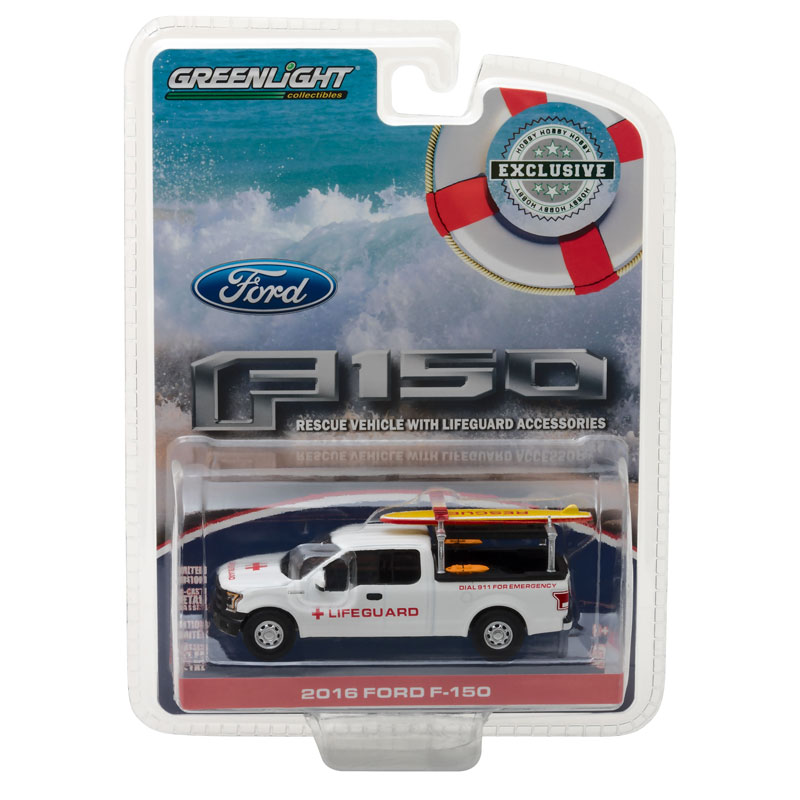 GREENLIGHT
collectibles
HOBBY HOBBY HOBBY
EXCLUSIVE
HOBBY HOBBY HOBBY
Ford
F150
RESCUE VEHICLE WITH LIFEGUARD ACCESSORIES
RESCUE
DIAL 911 FOR EMERGENCY
LIFEGUARD
2016 FORD F-150